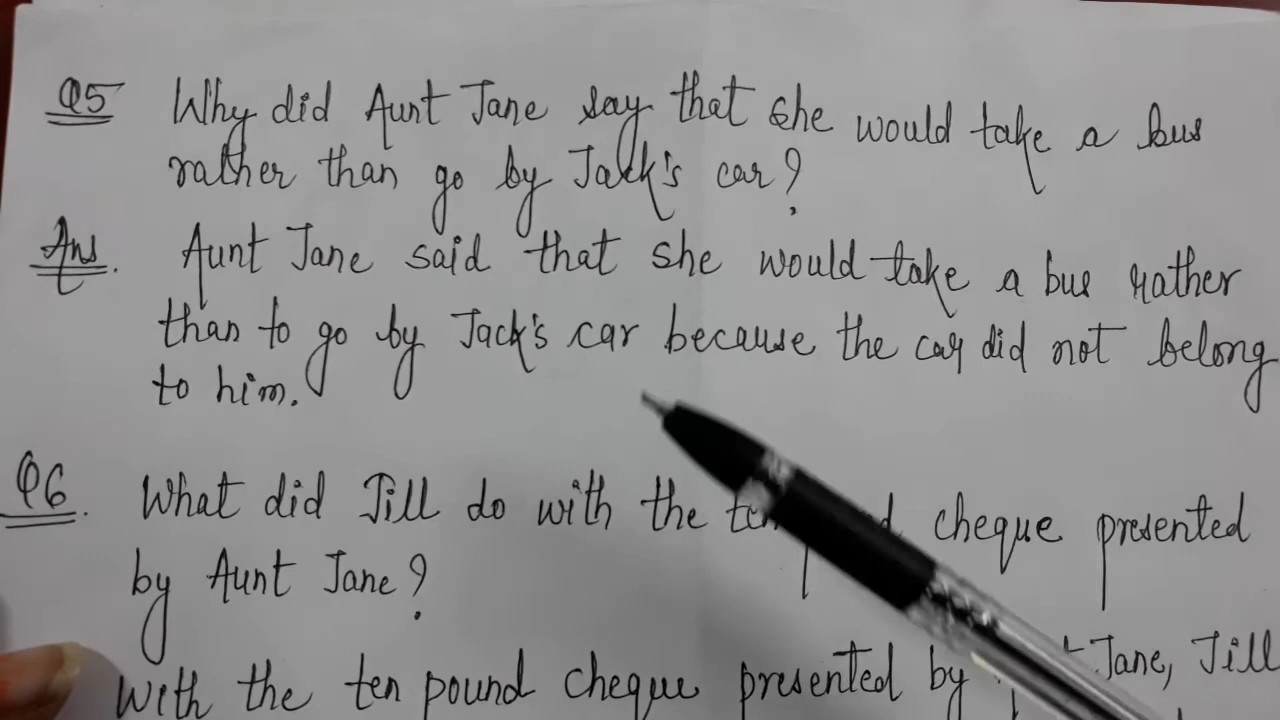 Q5 Why did Aunt Jane say that she would take a bus
rather than go by Jack's car?
Ans. Aunt Jane said that she would take a bus rather
than to go by Jack's car because the car did not belong
to him.
Q6. What did Jill do with the cheque presented
by Aunt Jane?
With the ten pound cheque presented by Jane, Jill